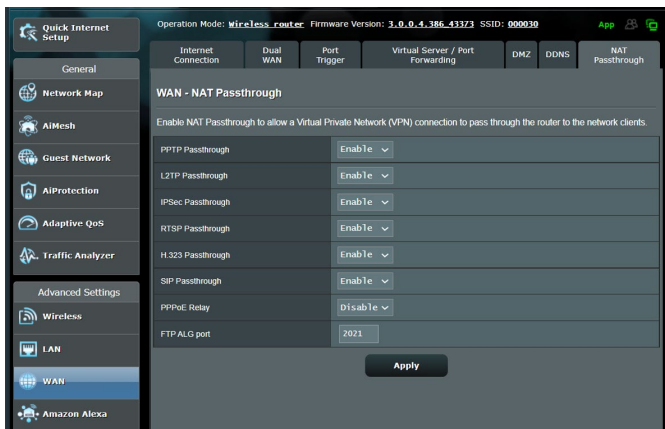 Quick Internet
Setup
Operation Mode: Wireless router Firmware Version: 3.0.0.4.386_43373 SSID: 000030
App
Internet
Connection
Dual
WAN
Port
Trigger
Virtual Server / Port
Forwarding
DMZ
DDNS
NAT
Passthrough
General
Network Map
AiMesh
Guest Network
AiProtection
Adaptive QoS
Traffic Analyzer
Advanced Settings
Wireless
LAN
WAN
Amazon Alexa
WAN - NAT Passthrough
Enable NAT Passthrough to allow a Virtual Private Network (VPN) connection to pass through the router to the network clients.
PPTP Passthrough Enable
L2TP Passthrough Enable
IPSec Passthrough Enable
RTSP Passthrough Enable
H.323 Passthrough Enable
SIP Passthrough Enable
PPPoE Relay Disable
FTP ALG port 2021
Apply